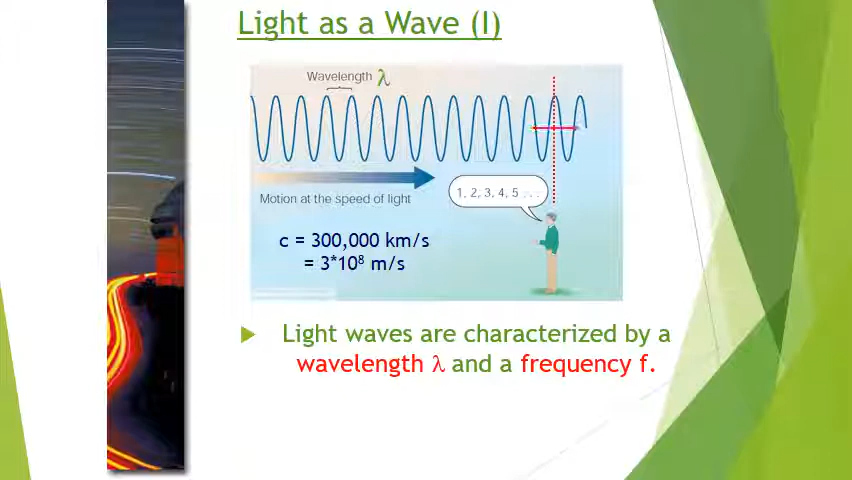 Light as a Wave (I)
Wavelength λ
1, 2, 3, 4, 5 . . .
Motion at the speed of light
c = 300,000 km/s
= 3*10⁸ m/s
Light waves are characterized by a
wavelength λ and a frequency f.